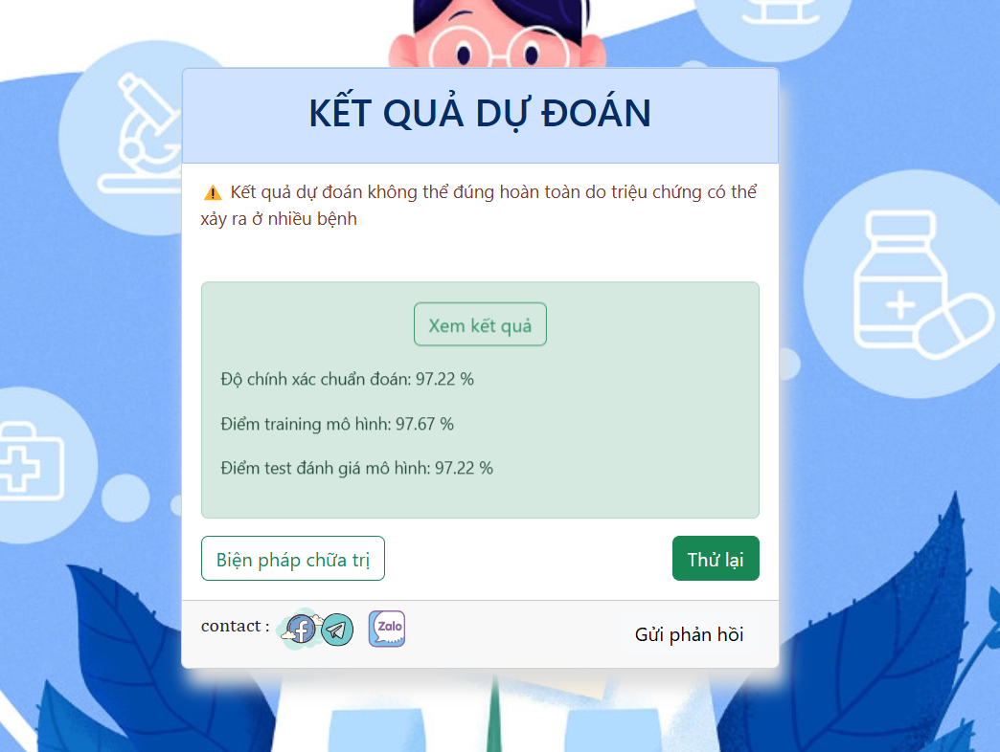 KẾT QUẢ DỰ ĐOÁN
⚠️ Kết quả dự đoán không thể đúng hoàn toàn do triệu chứng có thể
xảy ra ở nhiều bệnh
Xem kết quả
Độ chính xác chuẩn đoán: 97.22 %
Điểm training mô hình: 97.67 %
Điểm test đánh giá mô hình: 97.22 %
Biện pháp chữa trị
Thử lại
contact :
Zalo
Gửi phản hồi